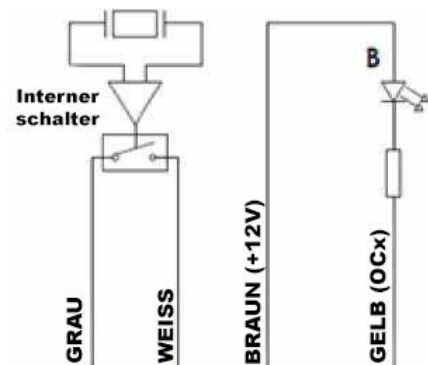 B
Interner
schalter
GRAU
WEISS
BRAUN (+12V)
GELB (OCx)